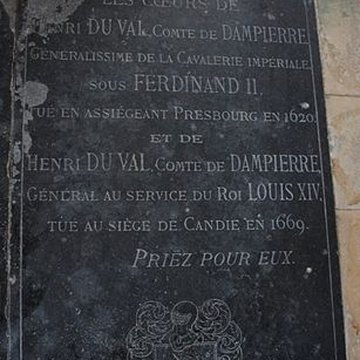 LES CŒURS DE
HENRI DU VAL, COMTE DE DAMPIERRE,
GÉNÉRALISSIME DE LA CAVALERIE IMPÉRIALE
SOUS FERDINAND II,
TUÉ EN ASSIÉGEANT PRESBOURG EN 1620.
ET DE
HENRI DU VAL, COMTE DE DAMPIERRE,
GÉNÉRAL AU SERVICE DU ROI LOUIS XIV,
TUÉ AU SIÈGE DE CANDIE EN 1669.
PRIEZ POUR EUX.